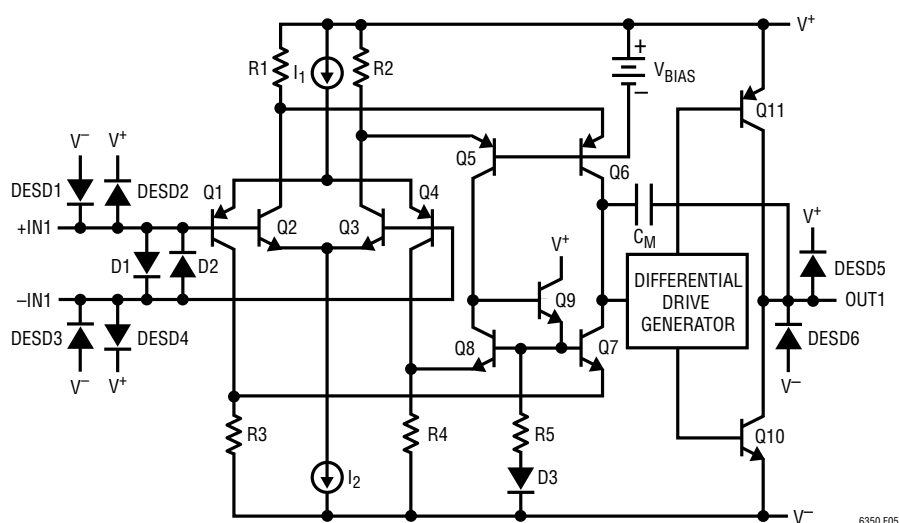 V+
R1
I1
R2
+
VBIAS
−
Q11
V− V+
Q5
Q6
DESD1
DESD2
Q1
Q4
+IN1
Q2
Q3
CM
V+
D1
D2
V+
DIFFERENTIAL
DRIVE
GENERATOR
DESD5
−IN1
Q9
OUT1
DESD3
DESD4
Q8
Q7
DESD6
V− V+
V−
R3
R4
R5
Q10
I2
D3
V−
6350 F05